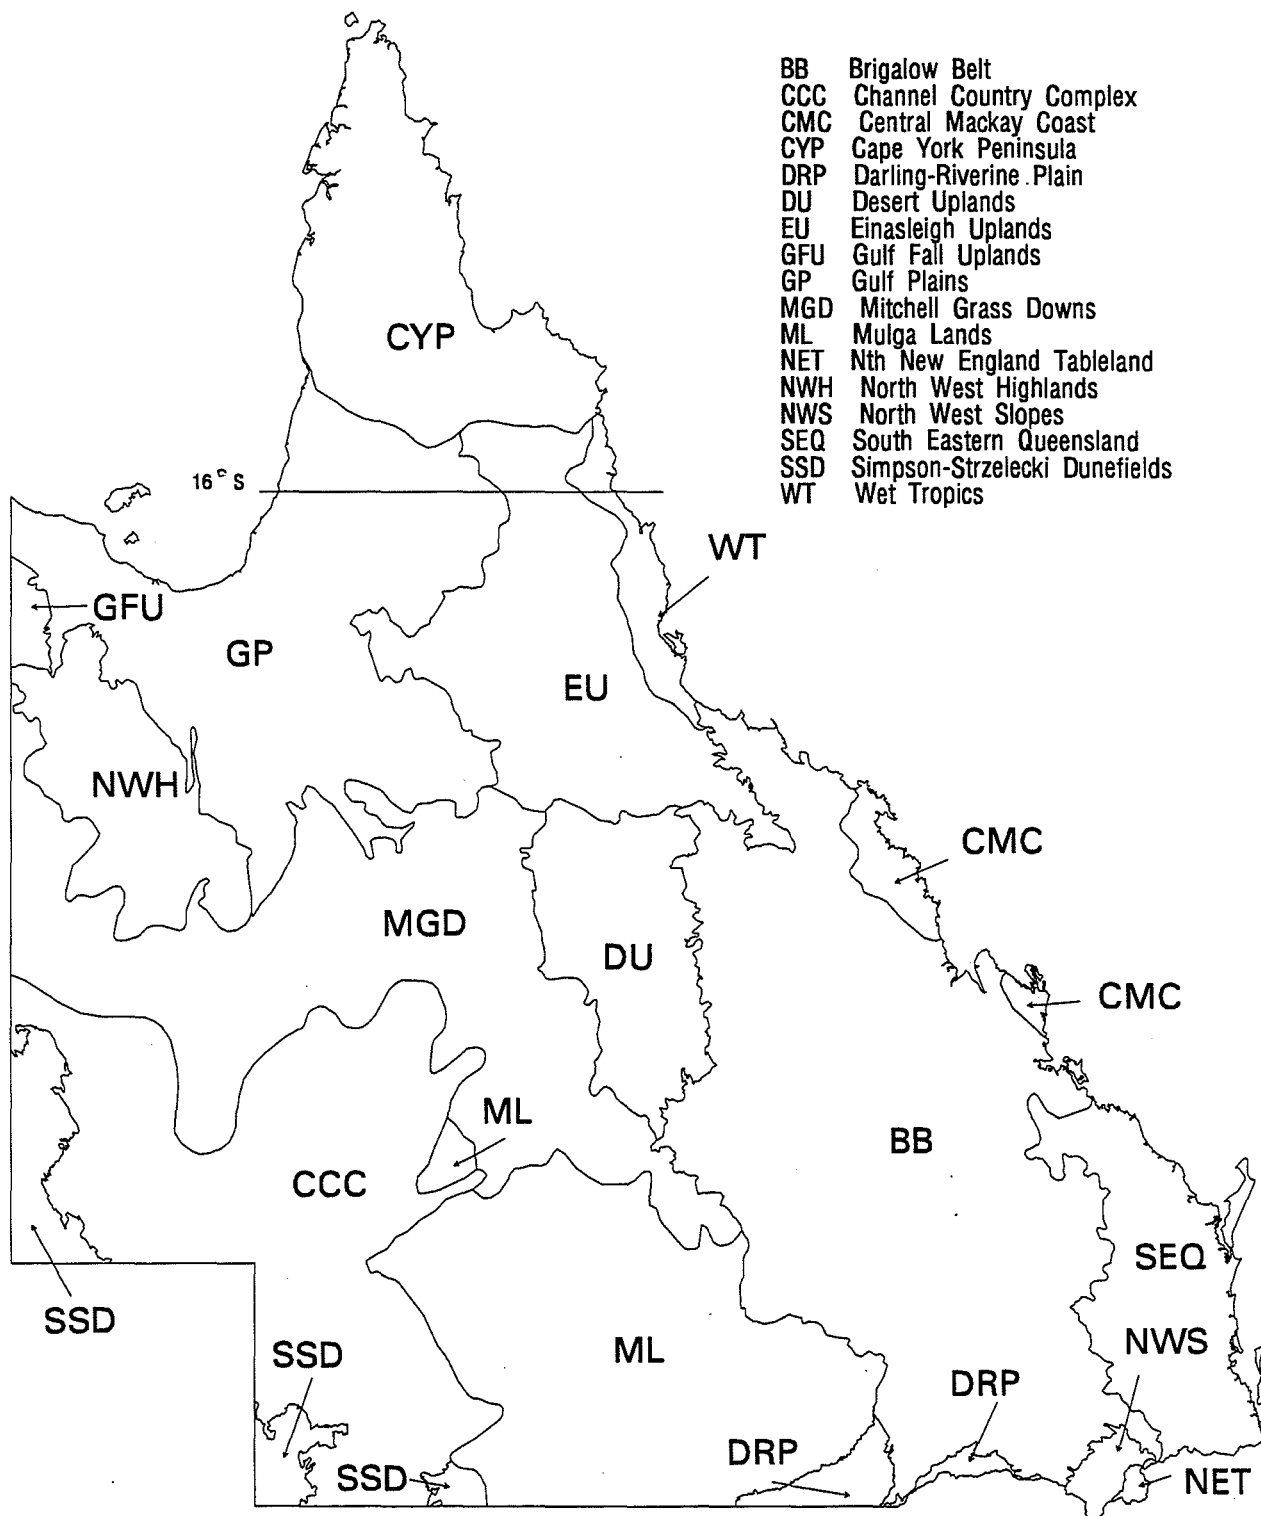 BB Brigalow Belt
CCC Channel Country Complex
CMC Central Mackay Coast
CYP Cape York Peninsula
DRP Darling-Riverine Plain
DU Desert Uplands
EU Einasleigh Uplands
GFU Gulf Fall Uplands
GP Gulf Plains
MGD Mitchell Grass Downs
ML Mulga Lands
NET Nth New England Tableland
NWH North West Highlands
NWS North West Slopes
SEQ South Eastern Queensland
SSD Simpson-Strzelecki Dunefields
WT Wet Tropics
CYP
16° S
WT
GFU
GP
EU
NWH
CMC
MGD
DU
CMC
ML
BB
CCC
SEQ
SSD
NWS
SSD
ML
DRP
DRP
SSD
NET